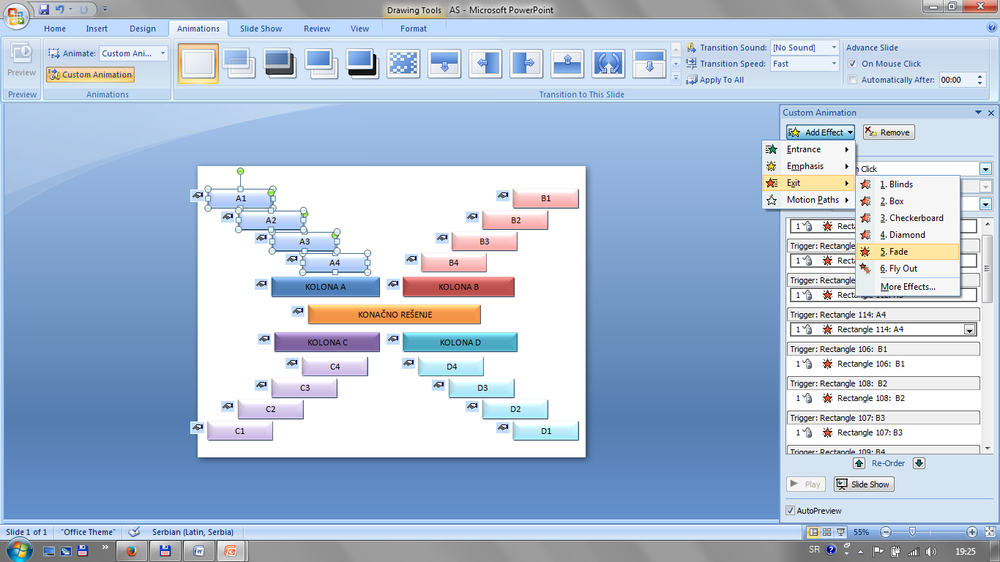 Drawing Tools AS - Microsoft PowerPoint
Home Insert Design Animations Slide Show Review View Format
Preview
Preview
Animate: Custom Ani...
Custom Animation
Animations
Transition to This Slide
Transition Sound: [No Sound]
Transition Speed: Fast
Apply To All
Advance Slide
On Mouse Click
Automatically After: 00:00
Custom Animation
Add Effect Remove
Entrance
Emphasis
Exit
Motion Paths
Click
1. Blinds
2. Box
3. Checkerboard
4. Diamond
5. Fade
6. Fly Out
More Effects...
1 Rectang
Trigger: Rectang
1 Rectang
Trigger: Rectang
1
Trigger: Rectangle 114: A4
1 Rectangle 114: A4
Trigger: Rectangle 106: B1
1 Rectangle 106: B1
Trigger: Rectangle 108: B2
1 Rectangle 108: B2
Trigger: Rectangle 107: B3
1 Rectangle 107: B3
Trigger: Rectangle 109: B4
Re-Order
Play Slide Show
AutoPreview
A1 B1
A2 B2
A3 B3
A4 B4
KOLONA A KOLONA B
KONAČNO REŠENJE
KOLONA C KOLONA D
C4 D4
C3 D3
C2 D2
C1 D1
Slide 1 of 1 "Office Theme" Serbian (Latin, Serbia) 55%
SR 19:25